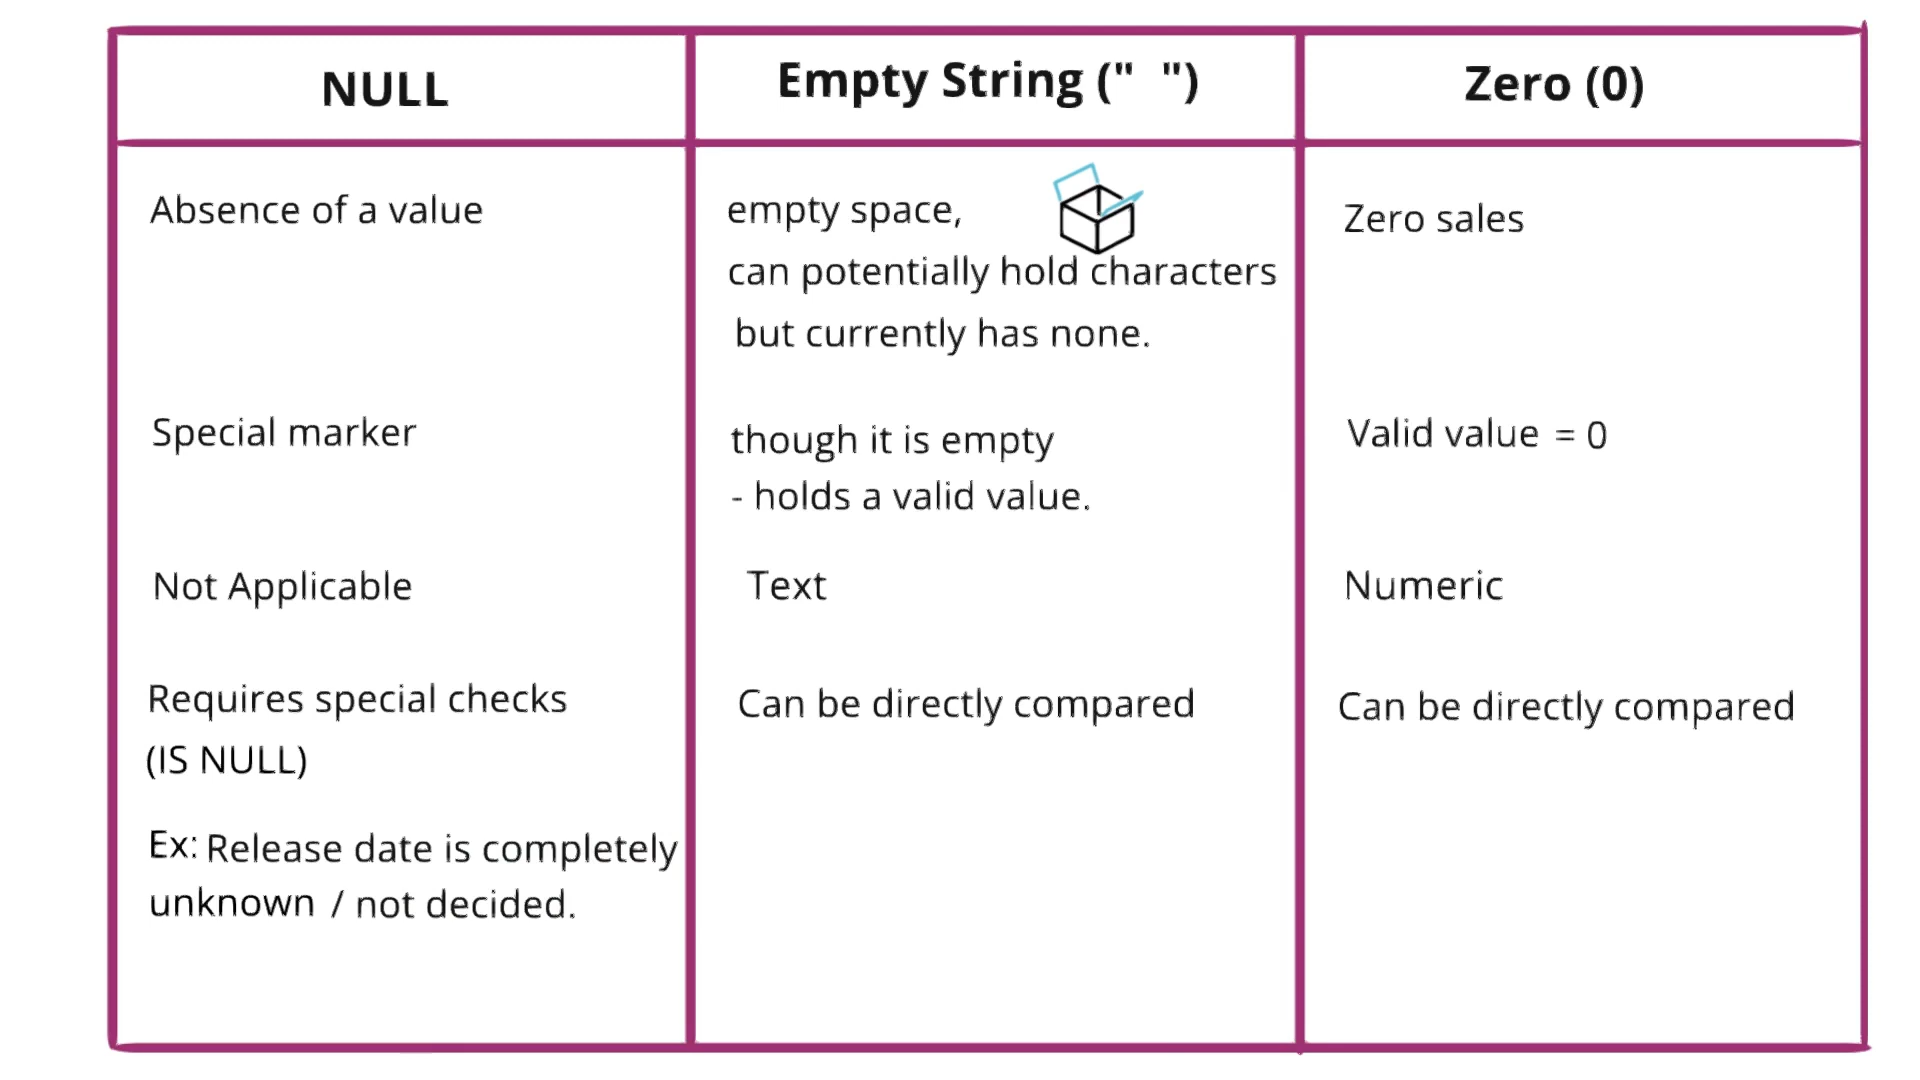 NULL
Empty String ("  ")
Zero (0)
Absence of a value
empty space,
can potentially hold characters
but currently has none.
Zero sales
Special marker
though it is empty
- holds a valid value.
Valid value = 0
Not Applicable
Text
Numeric
Requires special checks
(IS NULL)
Can be directly compared
Can be directly compared
Ex: Release date is completely
unknown / not decided.